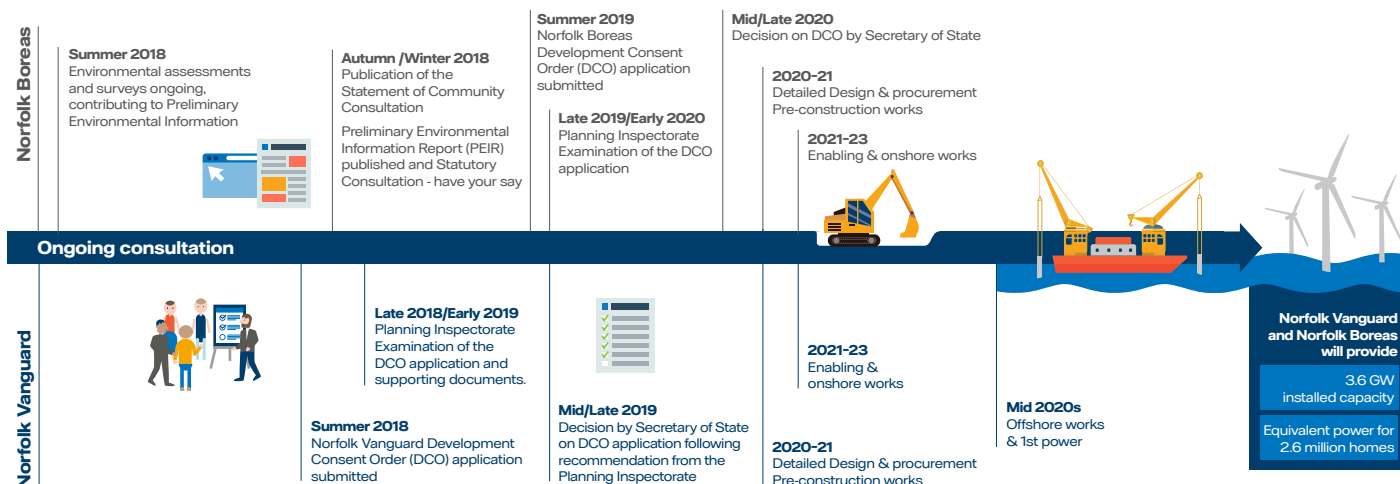 Norfolk Boreas
Summer 2018
Environmental assessments
and surveys ongoing,
contributing to Preliminary
Environmental Information
Autumn /Winter 2018
Publication of the
Statement of Community
Consultation
Preliminary Environmental
Information Report (PEIR)
published and Statutory
Consultation - have your say
Summer 2019
Norfolk Boreas
Development Consent
Order (DCO) application
submitted
Late 2019/Early 2020
Planning Inspectorate
Examination of the DCO
application
Mid/Late 2020
Decision on DCO by Secretary of State
2020-21
Detailed Design & procurement
Pre-construction works
2021-23
Enabling & onshore works
Ongoing consultation
Norfolk Vanguard
Summer 2018
Norfolk Vanguard Development
Consent Order (DCO) application
submitted
Late 2018/Early 2019
Planning Inspectorate
Examination of the
DCO application and
supporting documents.
Mid/Late 2019
Decision by Secretary of State
on DCO application following
recommendation from the
Planning Inspectorate
2020-21
Detailed Design & procurement
Pre-construction works
2021-23
Enabling &
onshore works
Mid 2020s
Offshore works
& 1st power
Norfolk Vanguard
and Norfolk Boreas
will provide
3.6 GW
installed capacity
Equivalent power for
2.6 million homes